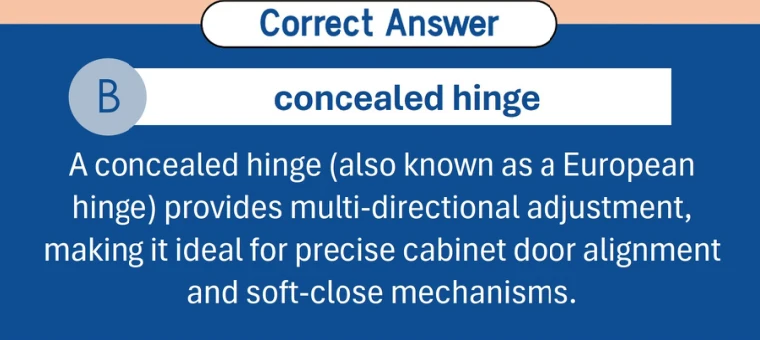 Correct Answer
B
concealed hinge
A concealed hinge (also known as a European
hinge) provides multi-directional adjustment,
making it ideal for precise cabinet door alignment
and soft-close mechanisms.